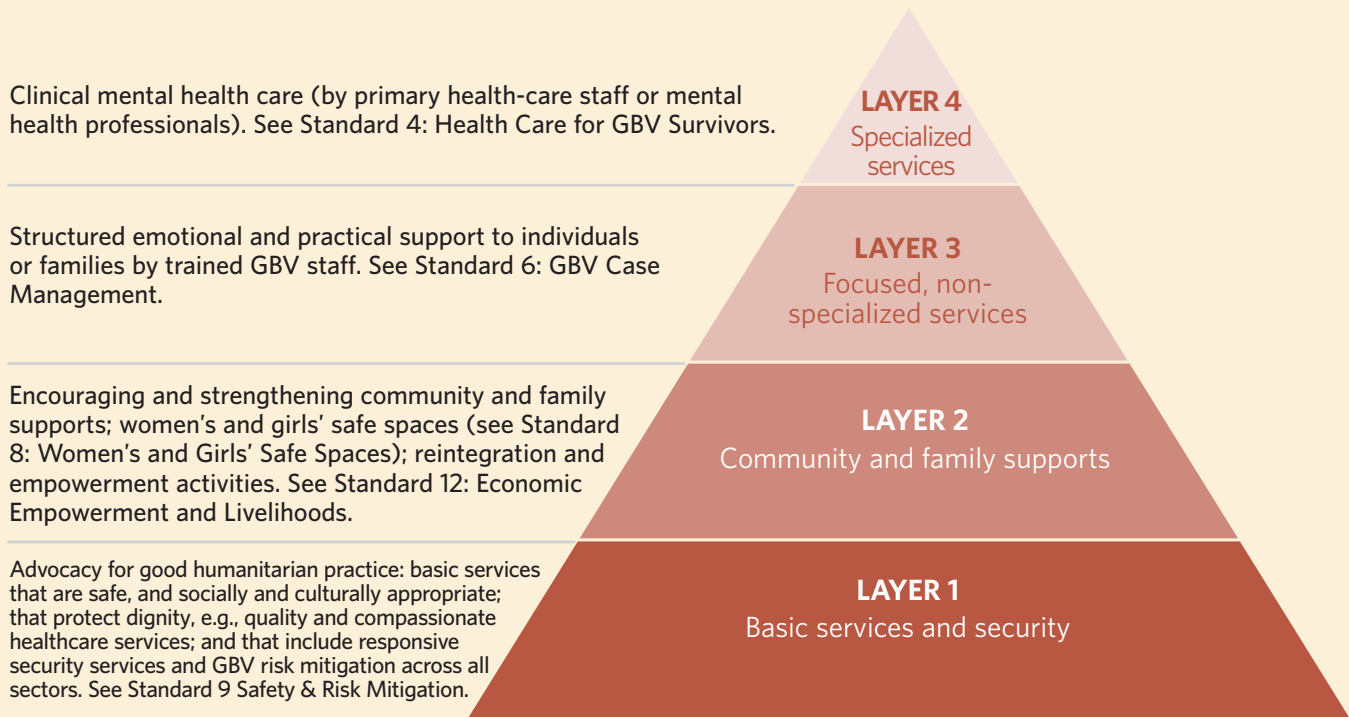 Clinical mental health care (by primary health-care staff or mental
health professionals). See Standard 4: Health Care for GBV Survivors.
LAYER 4
Specialized
services
Structured emotional and practical support to individuals
or families by trained GBV staff. See Standard 6: GBV Case
Management.
LAYER 3
Focused, non-
specialized services
Encouraging and strengthening community and family
supports; women’s and girls’ safe spaces (see Standard
8: Women’s and Girls’ Safe Spaces); reintegration and
empowerment activities. See Standard 12: Economic
Empowerment and Livelihoods.
LAYER 2
Community and family supports
Advocacy for good humanitarian practice: basic services
that are safe, and socially and culturally appropriate;
that protect dignity, e.g., quality and compassionate
healthcare services; and that include responsive
security services and GBV risk mitigation across all
sectors. See Standard 9 Safety & Risk Mitigation.
LAYER 1
Basic services and security